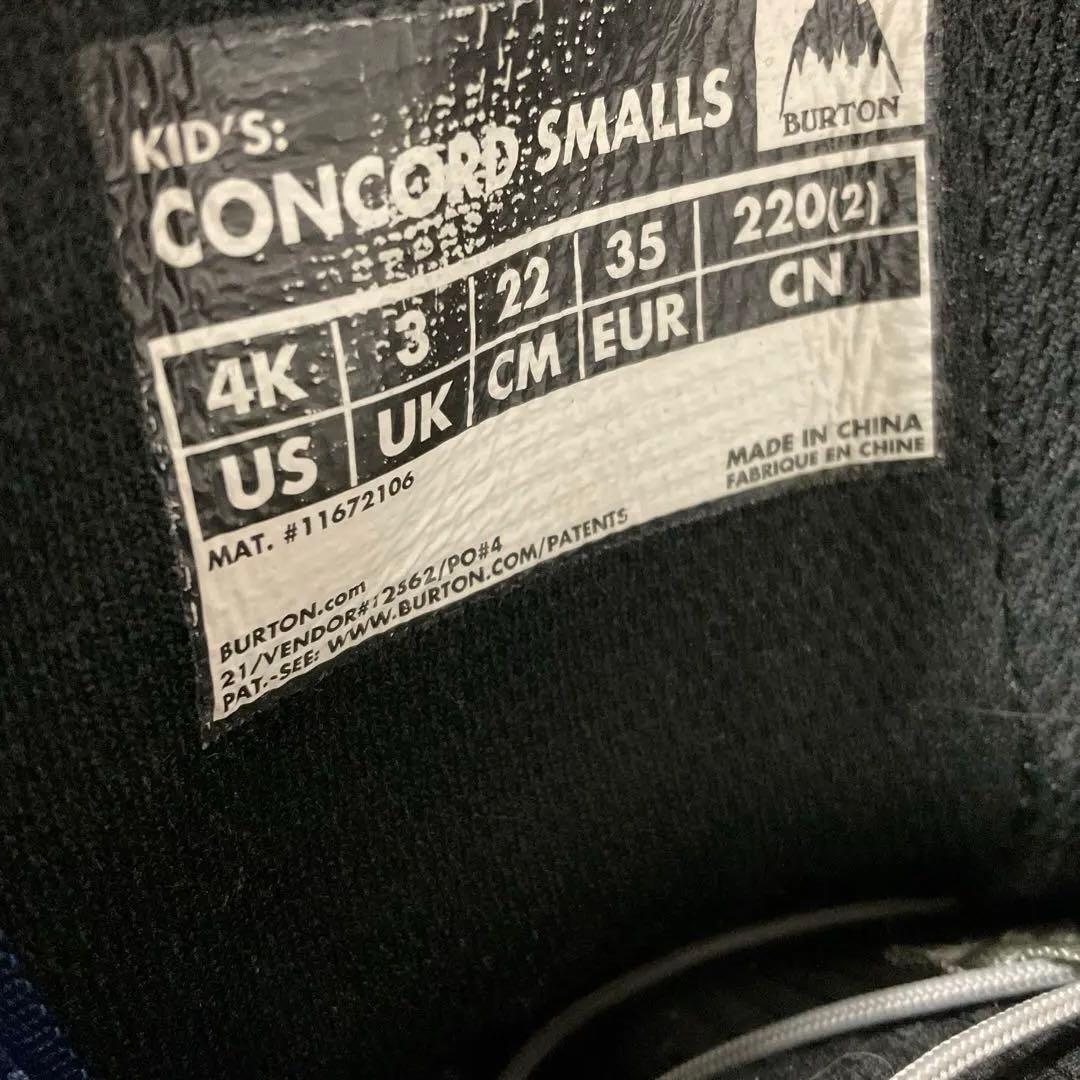 BURTON
KID'S:
CONCORD SMALLS
4K 3 22 35 220(2)
US UK CM EUR CN
MAT. #11672106
MADE IN CHINA
FABRIQUE EN CHINE
BURTON.com
21/VENDOR#12562/PO#4
PAT.-SEE: WWW.BURTON.COM/PATENTS